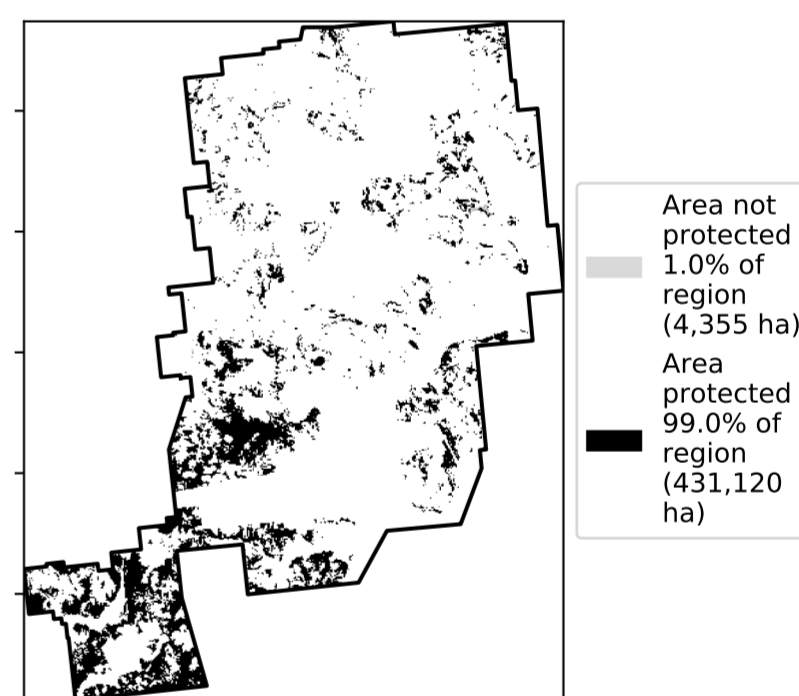 Area not
protected
1.0% of
region
(4,355 ha)
Area
protected
99.0% of
region
(431,120
ha)